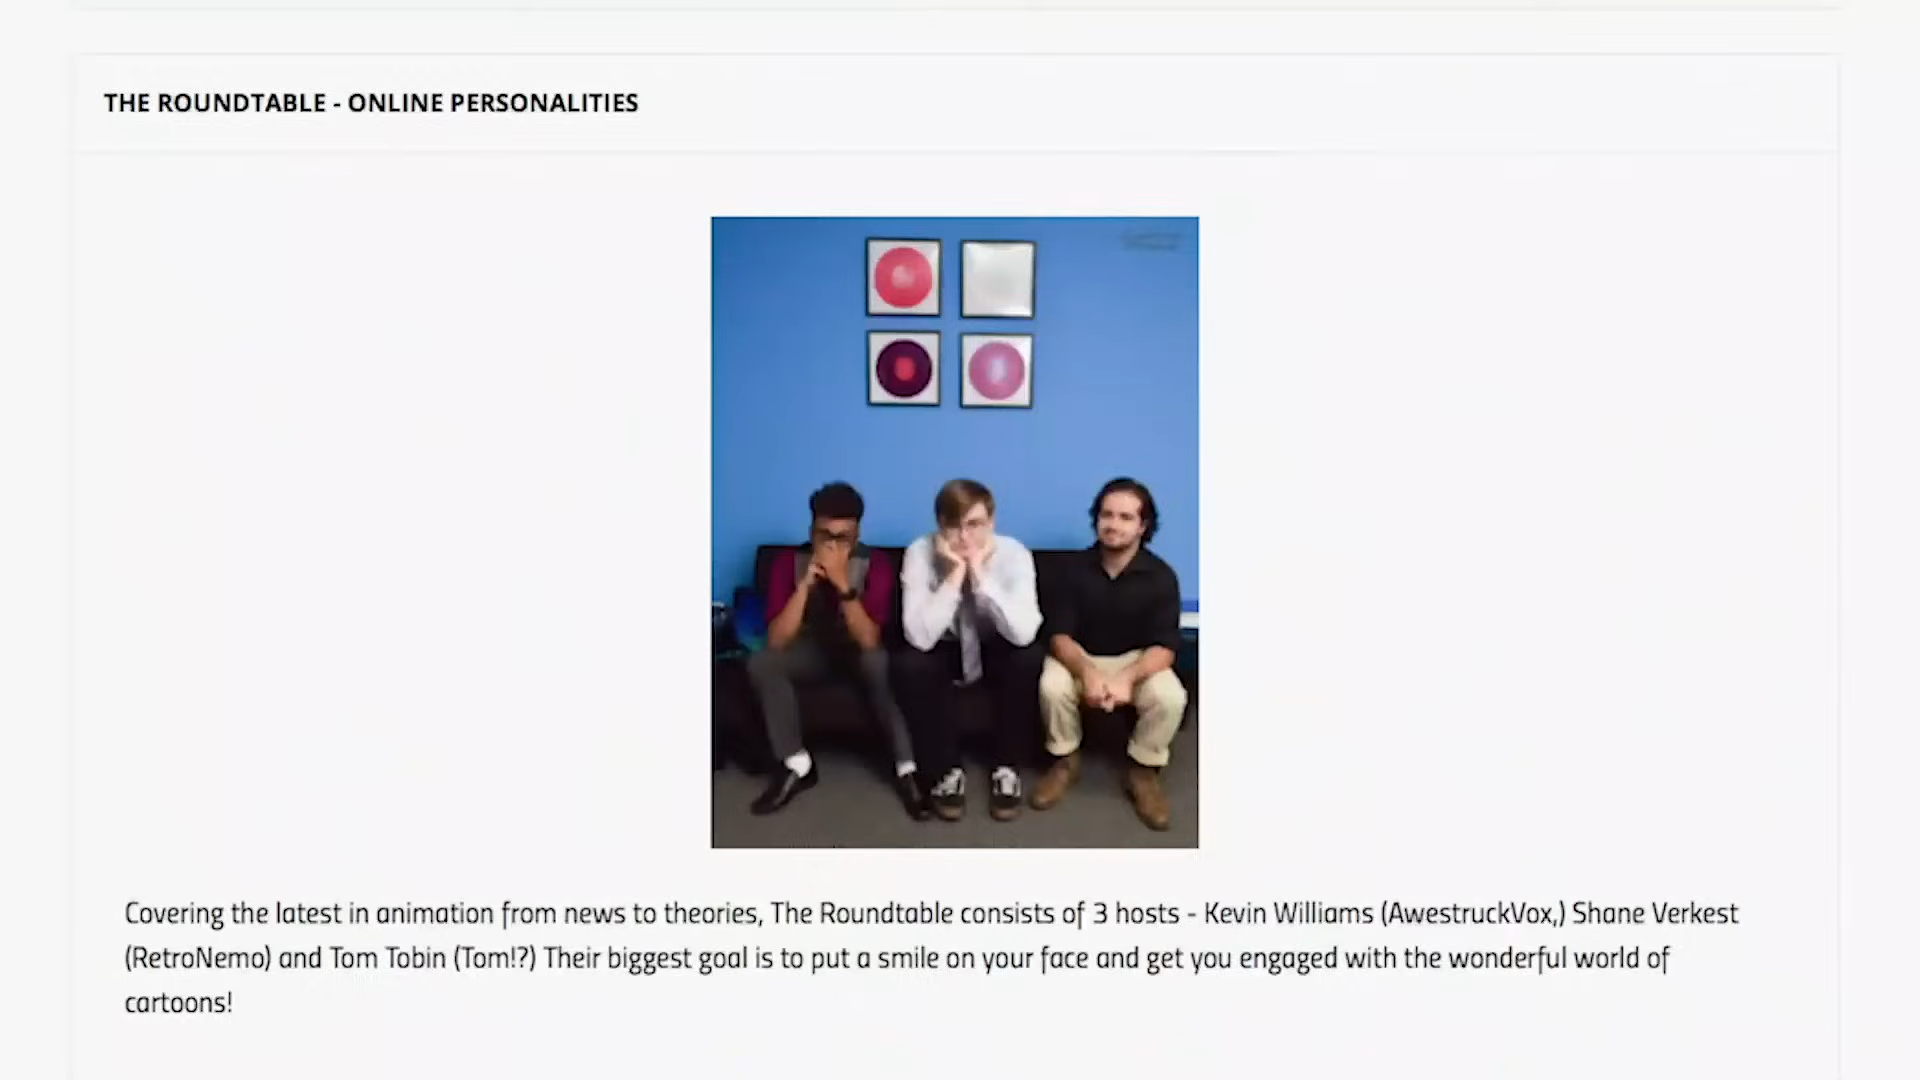 THE ROUNDTABLE - ONLINE PERSONALITIES
Covering the latest in animation from news to theories, The Roundtable consists of 3 hosts - Kevin Williams (AwestruckVox,) Shane Verkest
(RetroNemo) and Tom Tobin (Tom!?) Their biggest goal is to put a smile on your face and get you engaged with the wonderful world of
cartoons!